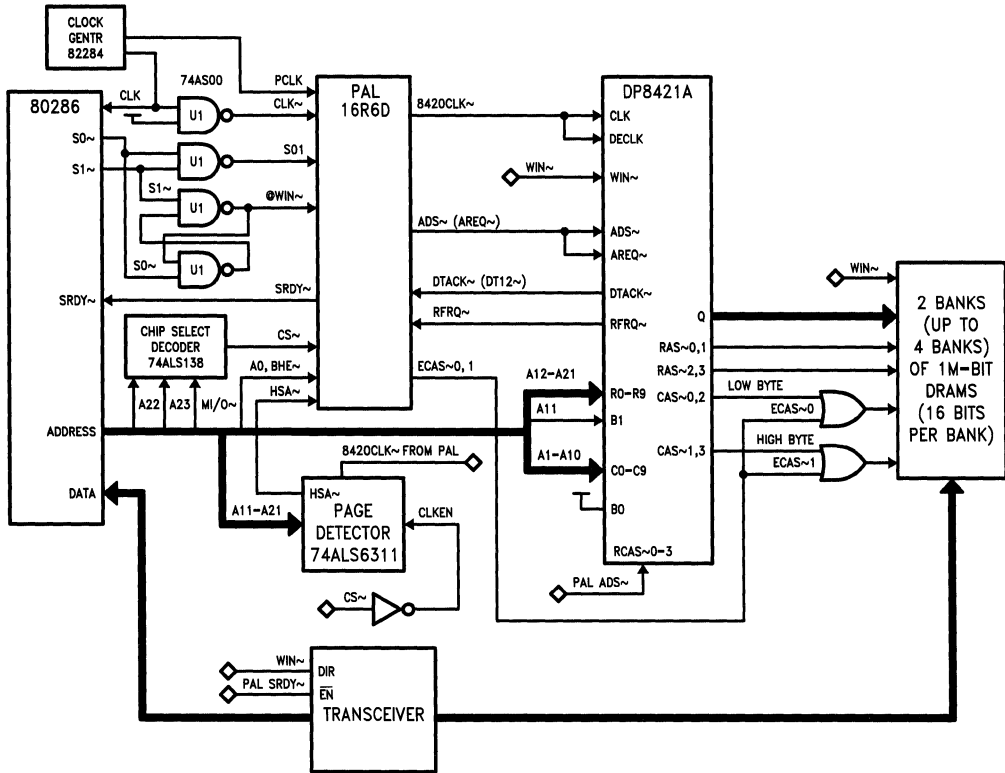 CLOCK
GENTR
82284
80286
CLK
S0~
S1~
SRDY~
ADDRESS
DATA
74AS00
U1
U1
U1
U1
S1~
S0~
PCLK
CLK~
S01
@WIN~
SRDY~
CHIP SELECT
DECODER
74ALS138
CS~
A0, BHE~
HSA~
A22
A23
MI/O~
PAL
16R6D
8420CLK~
WIN~
ADS~ (AREQ~)
DTACK~ (DT12~)
RFRQ~
ECAS~0, 1
A12-A21
A11
A1-A10
DP8421A
CLK
DECLK
WIN~
ADS~
AREQ~
DTACK~
RFRQ~
R0-R9
B1
C0-C9
B0
RCAS~0-3
Q
RAS~0,1
RAS~2,3
CAS~0,2
CAS~1,3
LOW BYTE
ECAS~0
HIGH BYTE
ECAS~1
WIN~
2 BANKS
(UP TO
4 BANKS)
OF 1M-BIT
DRAMS
(16 BITS
PER BANK)
8420CLK~ FROM PAL
HSA~
PAGE
DETECTOR
74ALS6311
A11-A21
CLKEN
CS~
PAL ADS~
WIN~
PAL SRDY~
DIR
EN
TRANSCEIVER